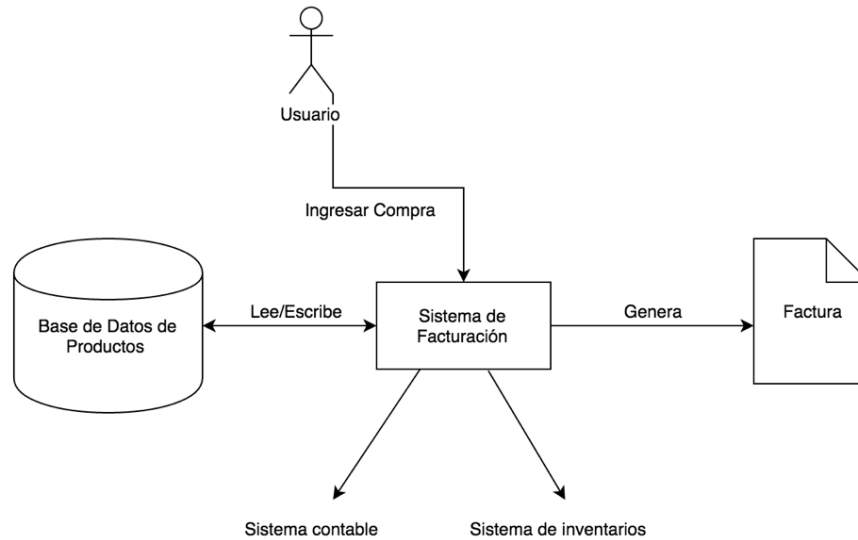 Usuario
Ingresar Compra
Base de Datos de
Productos
Lee/Escribe
Sistema de
Facturación
Genera
Factura
Sistema contable
Sistema de inventarios